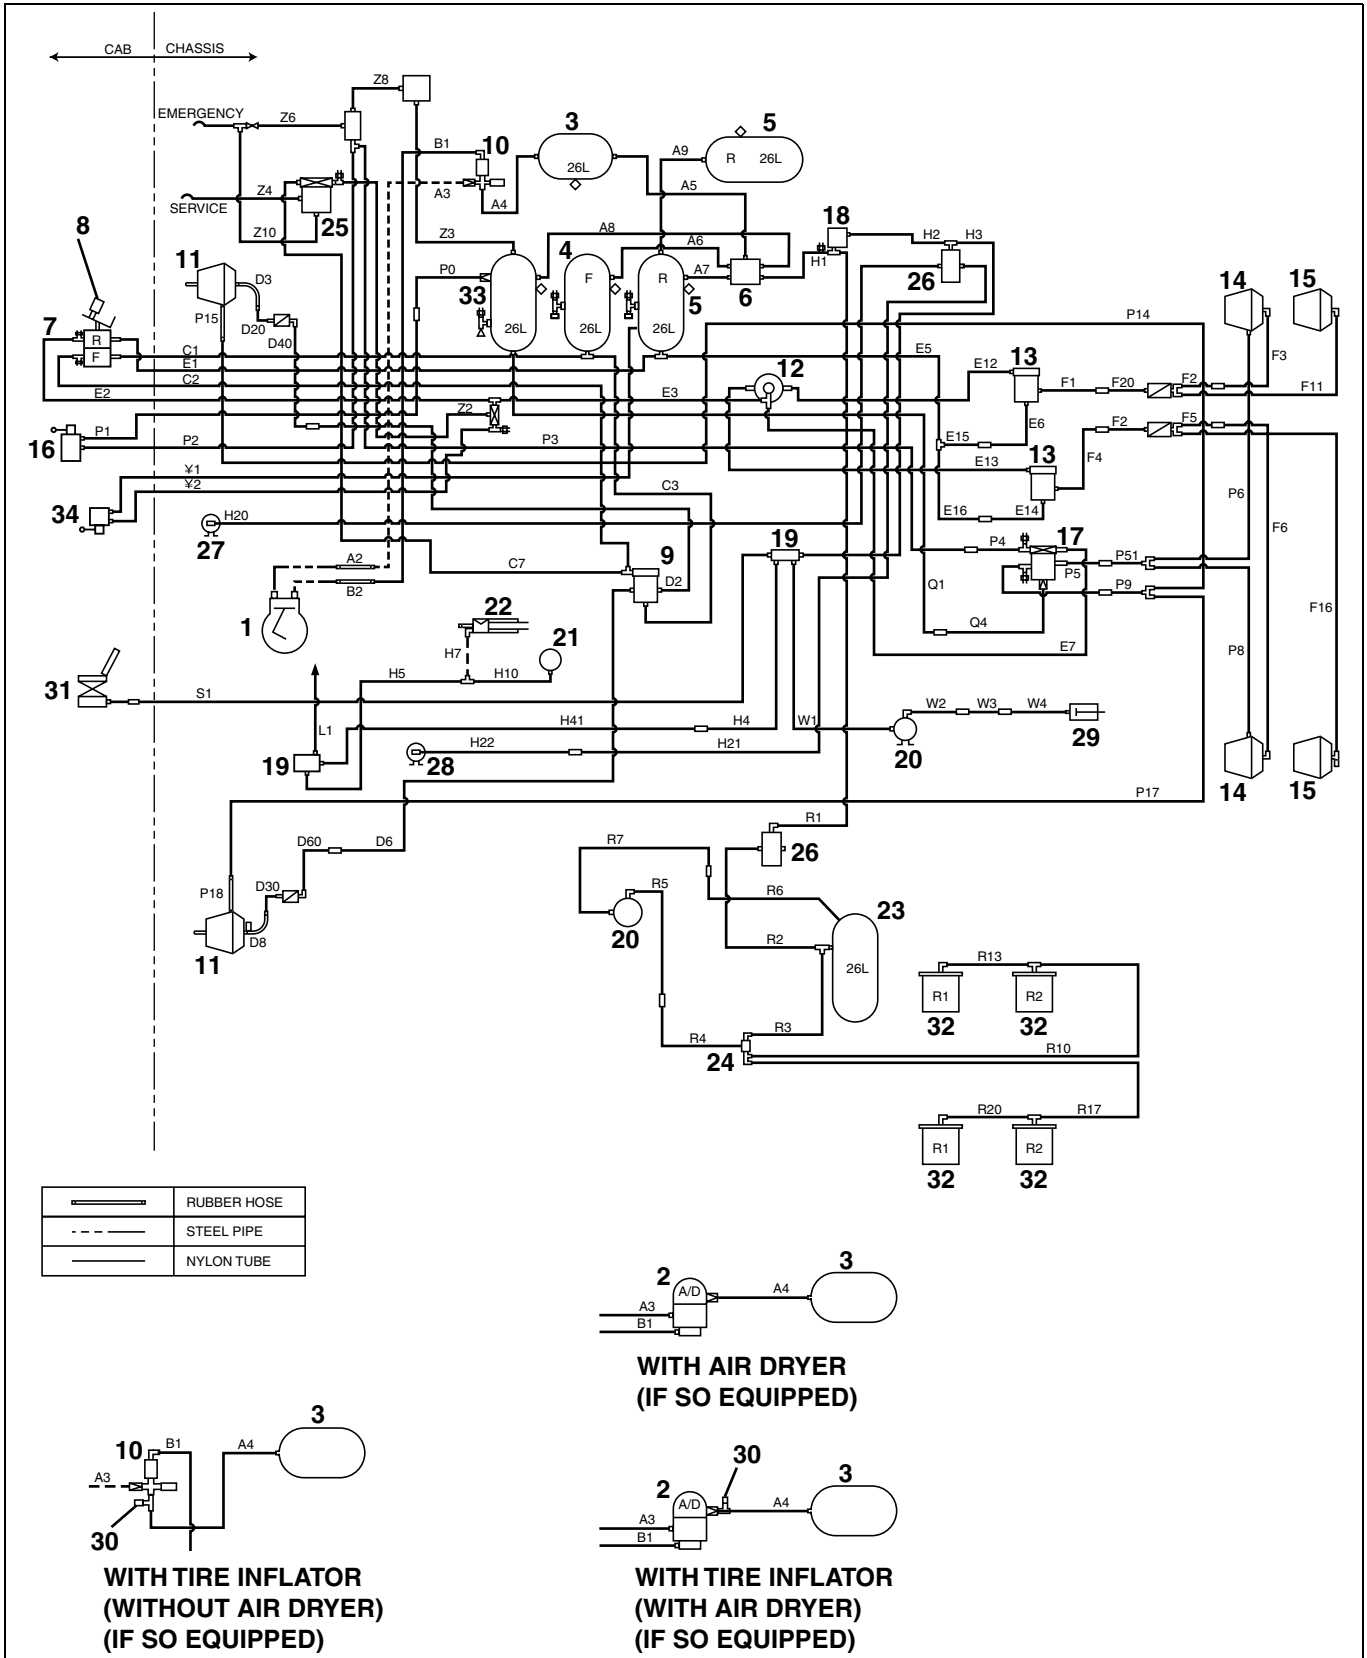 CAB CHASSIS
Z8
EMERGENCY Z6
B1 10 3 5
A9 R 26L
26L
A3 A4 A5
Z4
SERVICE
8 Z10 25 18
11 Z3 A8 A6 H2 H3
4
D3 P0 F R A7 H1
33 6 26 14 15
5
7 P15 D20 D40 26L 26L 26L P14
R
F
C1
E1 E5 12 13 F3
C2 E12 F1 F20 F2
E2 E3 F11
Z2 E6
P1 F2 F5
16 P2 P3 E15
13
¥1 E13 F4
¥2 C3 P6
34 E16 E14 F6
H20 17
27 19 P4
A2 C7 9 D2 P51
P5
B2 Q1 P9
22 F16
1 21 Q4
H7 E7 P8
H5 H10
31 S1
W2 W3 W4
L1 H41 H4 W1
29
19 H22 H21
28 20
14 15
P17
R1
D60 D6 R7 26
P18 D30 R5 R6 23
20 R2
D8
11 26L R13
R1 R2
R3 32 32
R4 R10
24
R20 R17
R1 R2
32 32
RUBBER HOSE
STEEL PIPE
NYLON TUBE
2 3
A/D A4
A3
B1
WITH AIR DRYER
(IF SO EQUIPPED)
3
10 B1 A4
A3
30
WITH TIRE INFLATOR
(WITHOUT AIR DRYER)
(IF SO EQUIPPED)
30
2 3
A/D A4
A3
B1
WITH TIRE INFLATOR
(WITH AIR DRYER)
(IF SO EQUIPPED)